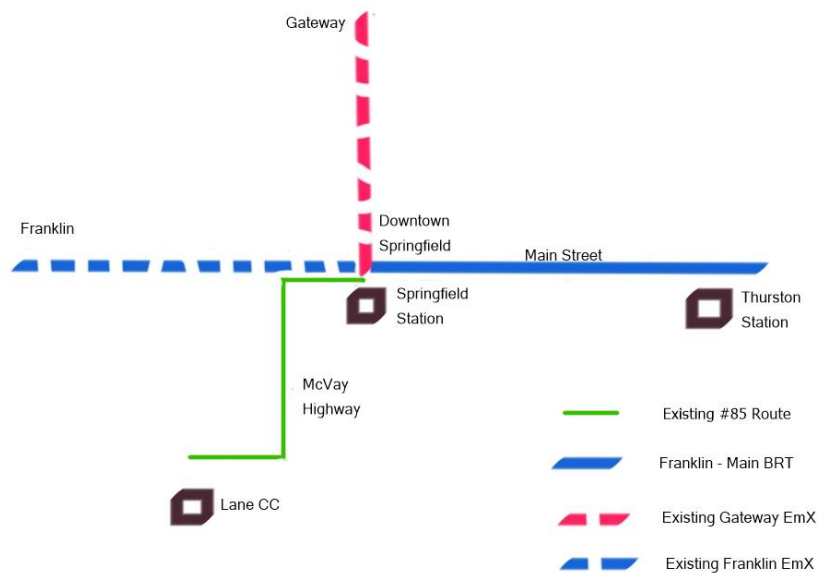 Gateway
Franklin
Downtown
Springfield
Main Street
Springfield
Station
Thurston
Station
McVay
Highway
Existing #85 Route
Franklin - Main BRT
Lane CC
Existing Gateway EmX
Existing Franklin EmX